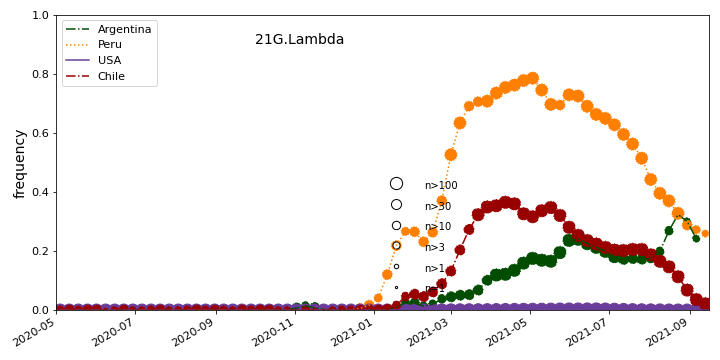 21G.Lambda
Argentina
Peru
USA
Chile
frequency
1.0
0.8
0.6
0.4
0.2
0.0
n>100
n>30
n>10
n>3
n>1
2020-05
2020-07
2020-09
2020-11
2021-01
2021-03
2021-05
2021-07
2021-09